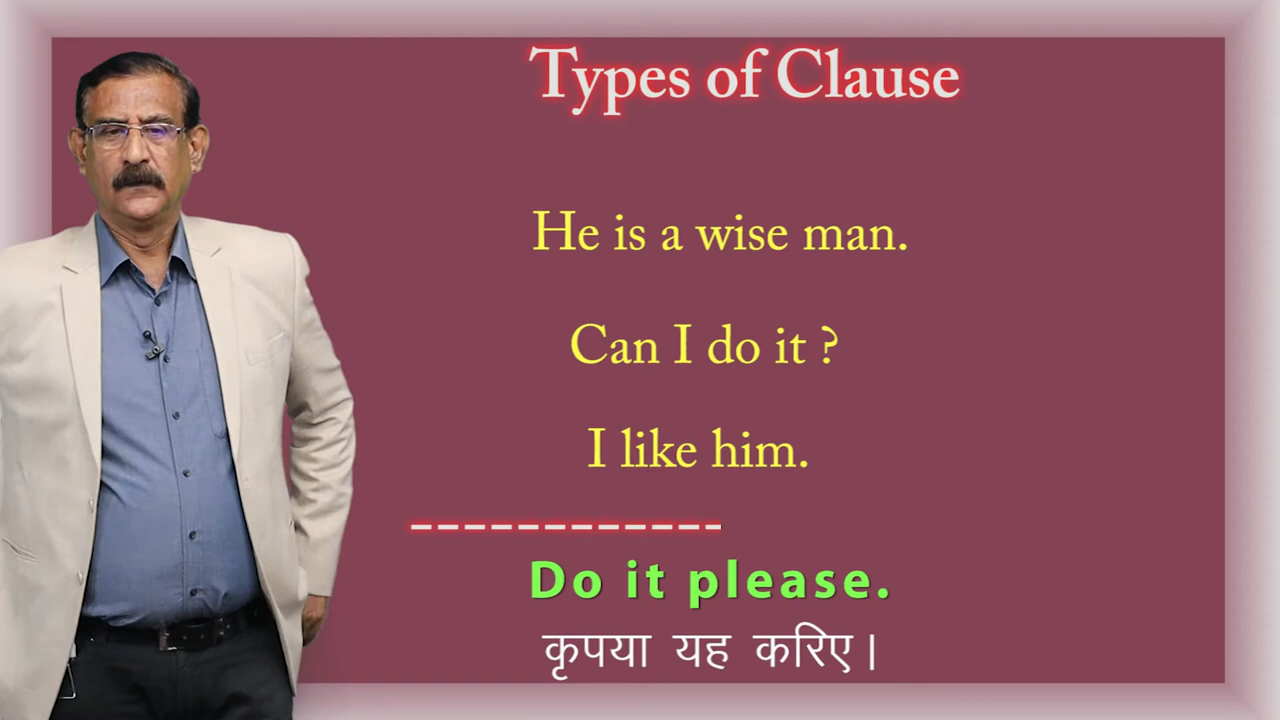 Types of Clause
He is a wise man.
Can I do it ?
I like him.
------------
Do it please.
कृपया यह करिए।